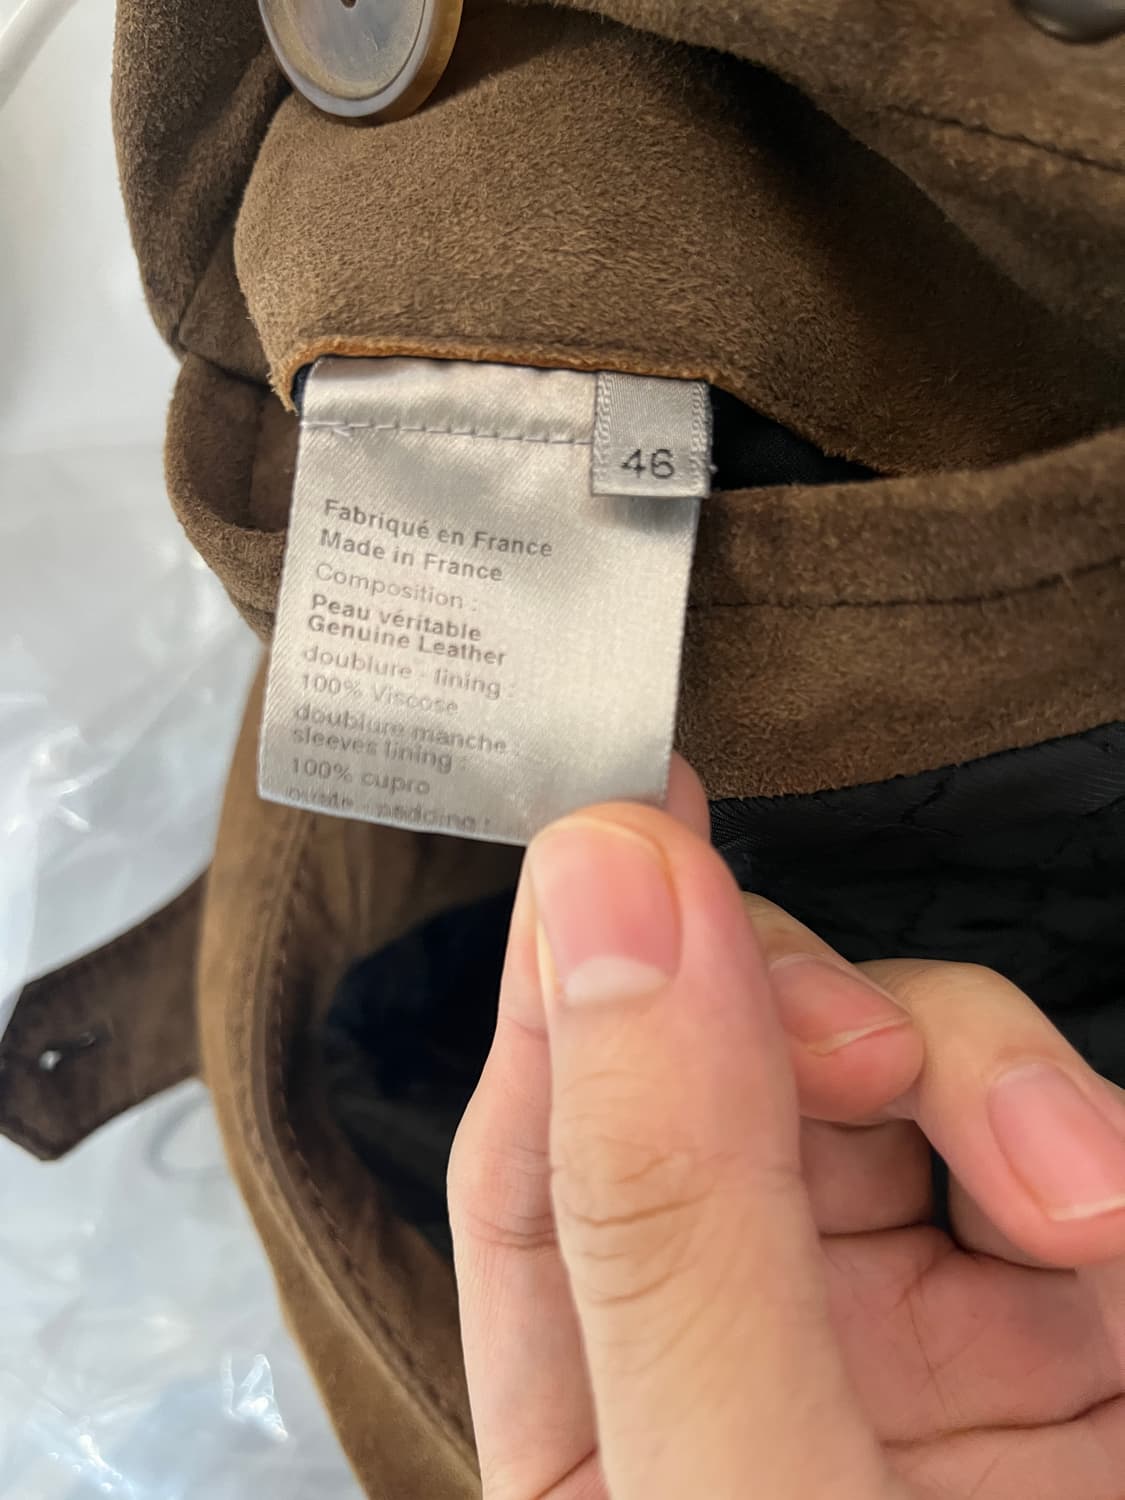 46
Fabriqué en France
Made in France
Composition :
Peau véritable
Genuine Leather
doublure - lining :
100% Viscose
doublure manche :
sleeves lining :
100% cupro
padding :